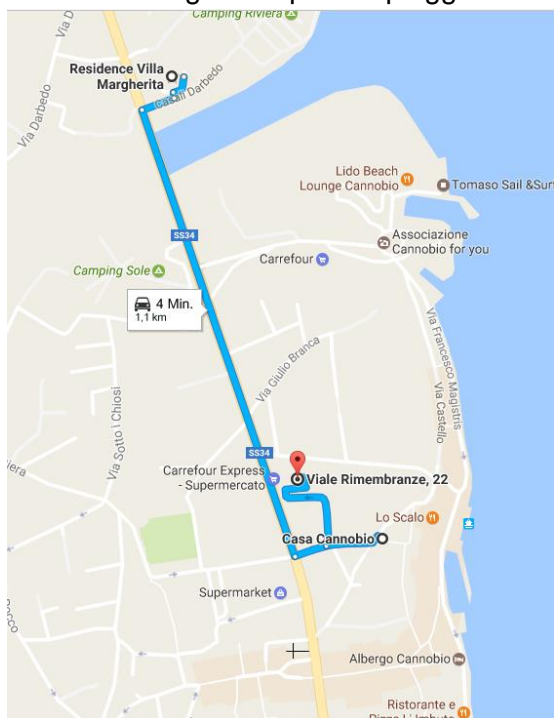 Camping Riviera
Residence Villa
Margherita
Casali Darbedo
Via Darbedo
Lido Beach
Lounge Cannobio
Tomaso Sail &Surf
Associazione
Cannobio for you
SS34
Carrefour
Camping Sole
4 Min.
1,1 km
Via Francesco Magistris
Via Castello
Via Giulio Branca
Via Sotto I Chiosi
SS34
Carrefour Express
- Supermercato
Viale Rimembranze, 22
Lo Scalo
Casa Cannobio
Supermarket
Albergo Cannobio
Ristorante e